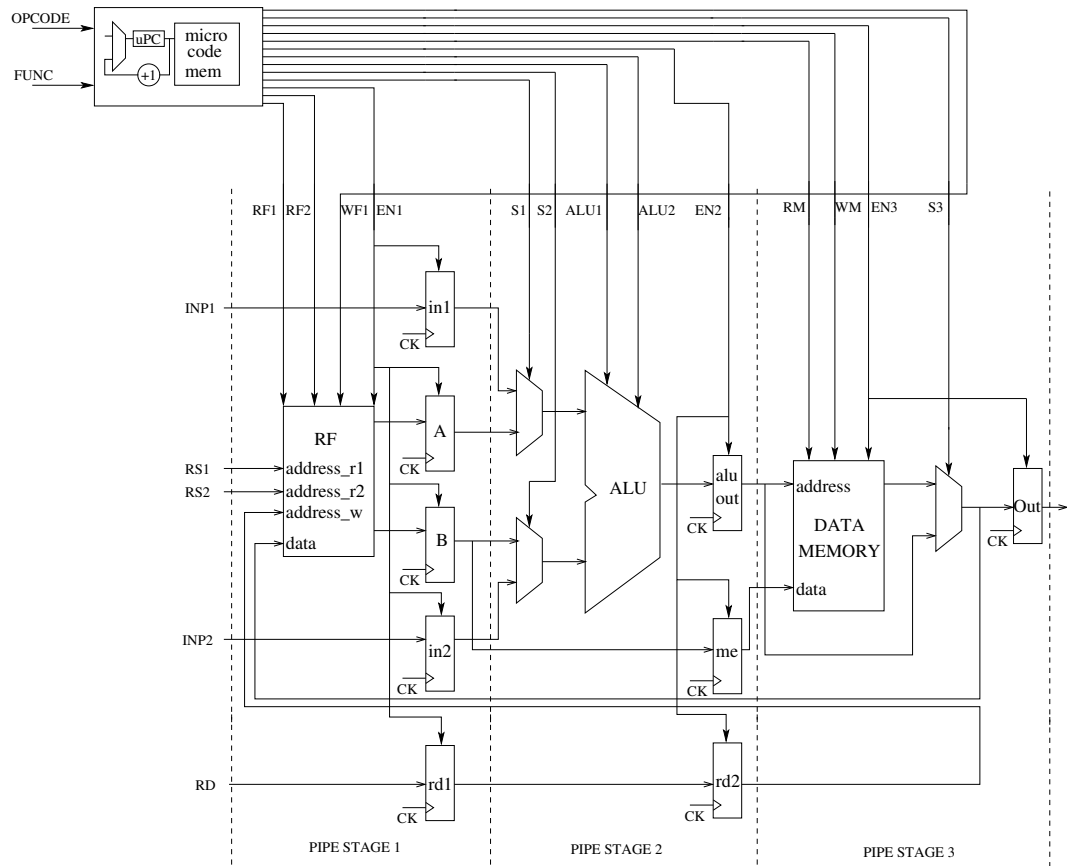 OPCODE
FUNC
uPC
+1
micro
code
mem
RF1
RF2
WF1
EN1
S1
S2
ALU1
ALU2
EN2
RM
WM
EN3
S3
INP1
in1
CK
RF
A
CK
RS1
address_r1
RS2
address_r2
address_w
data
B
CK
ALU
alu
out
CK
address
DATA
MEMORY
data
Out
CK
INP2
in2
CK
me
CK
RD
rd1
CK
rd2
CK
PIPE STAGE 1
PIPE STAGE 2
PIPE STAGE 3